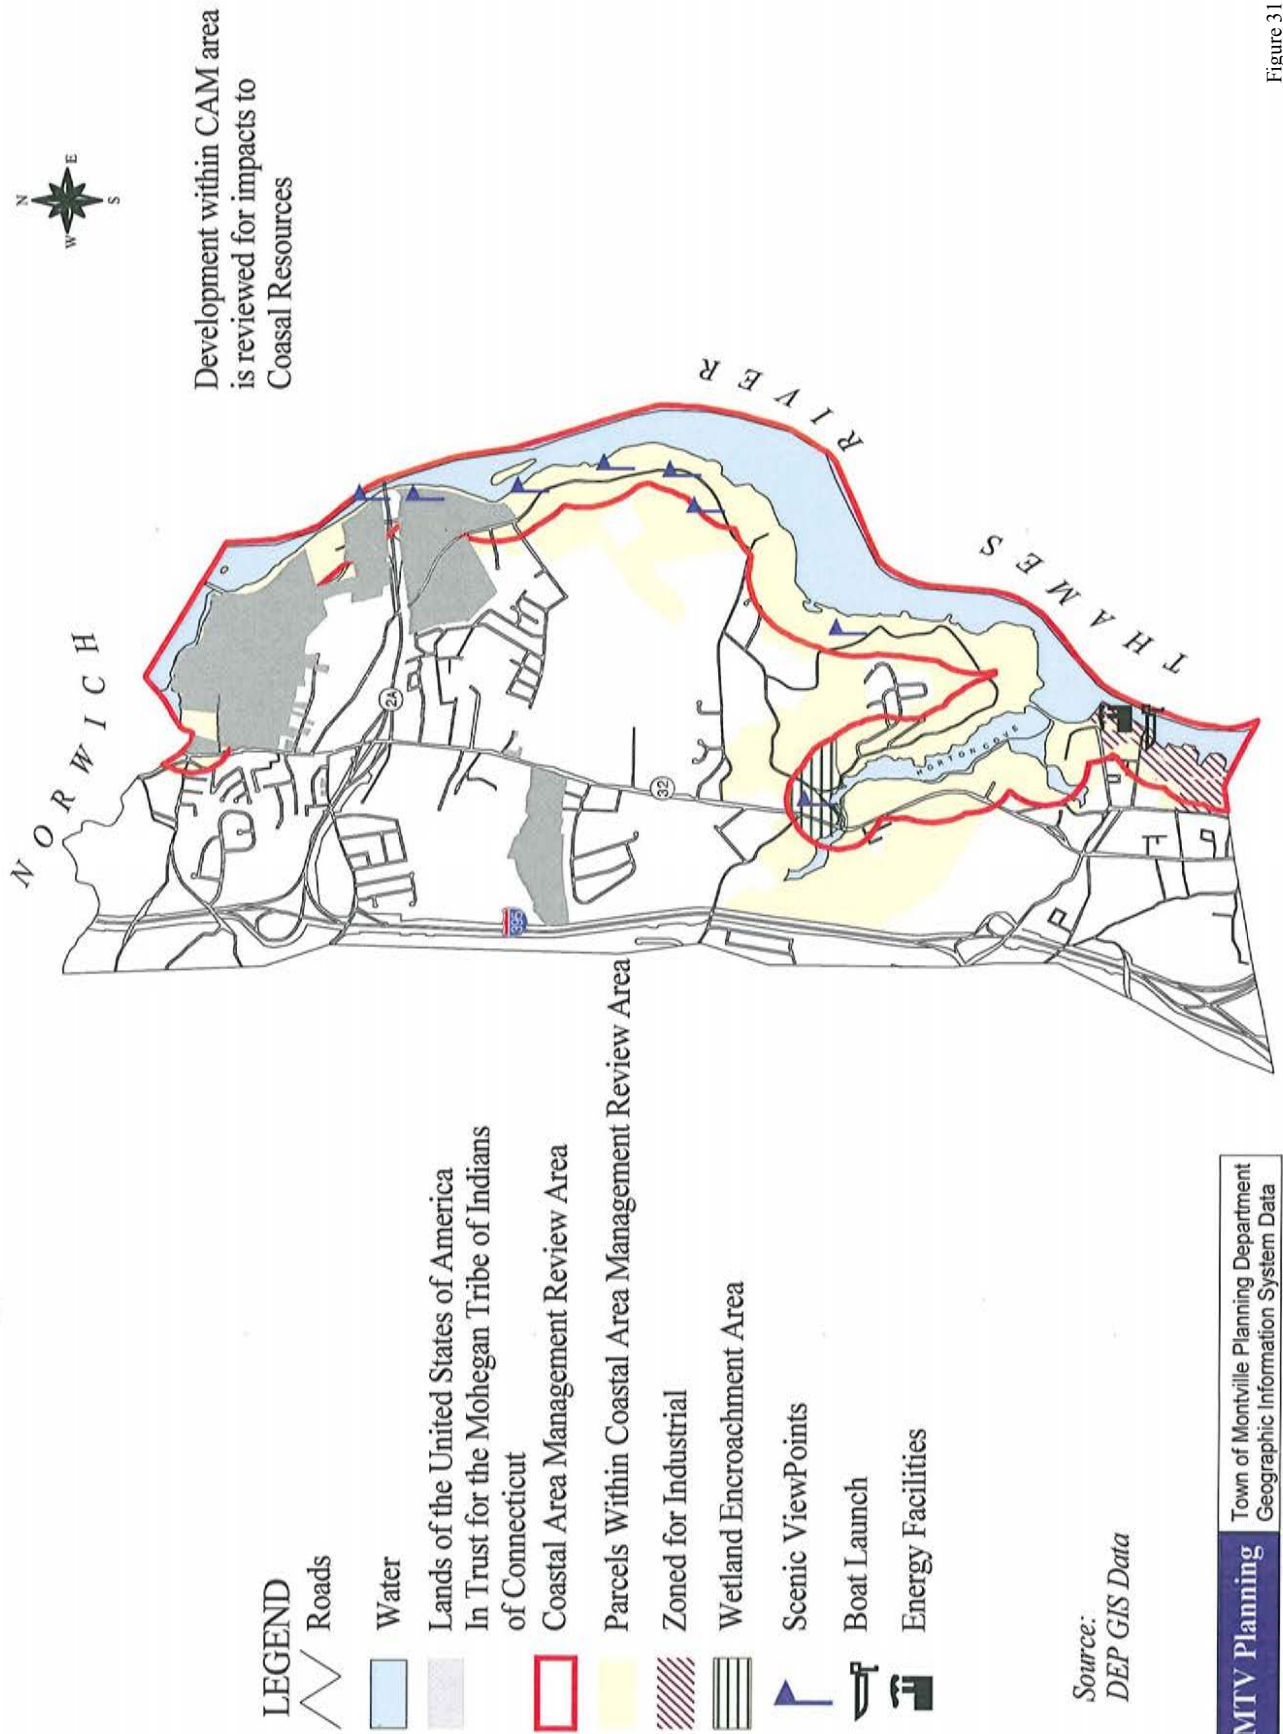 N
W
E
S
Development within CAM area
is reviewed for impacts to
Coasal Resources
NORWICH
THAMES RIVER
2A
32
395
HORTON COVE
LEGEND
Roads
Water
Lands of the United States of America
In Trust for the Mohegan Tribe of Indians
of Connecticut
Coastal Area Management Review Area
Parcels Within Coastal Area Management Review Area
Zoned for Industrial
Wetland Encroachment Area
Scenic ViewPoints
Boat Launch
Energy Facilities
Source:
DEP GIS Data
MTV Planning
Town of Montville Planning Department
Geographic Information System Data
Figure 31